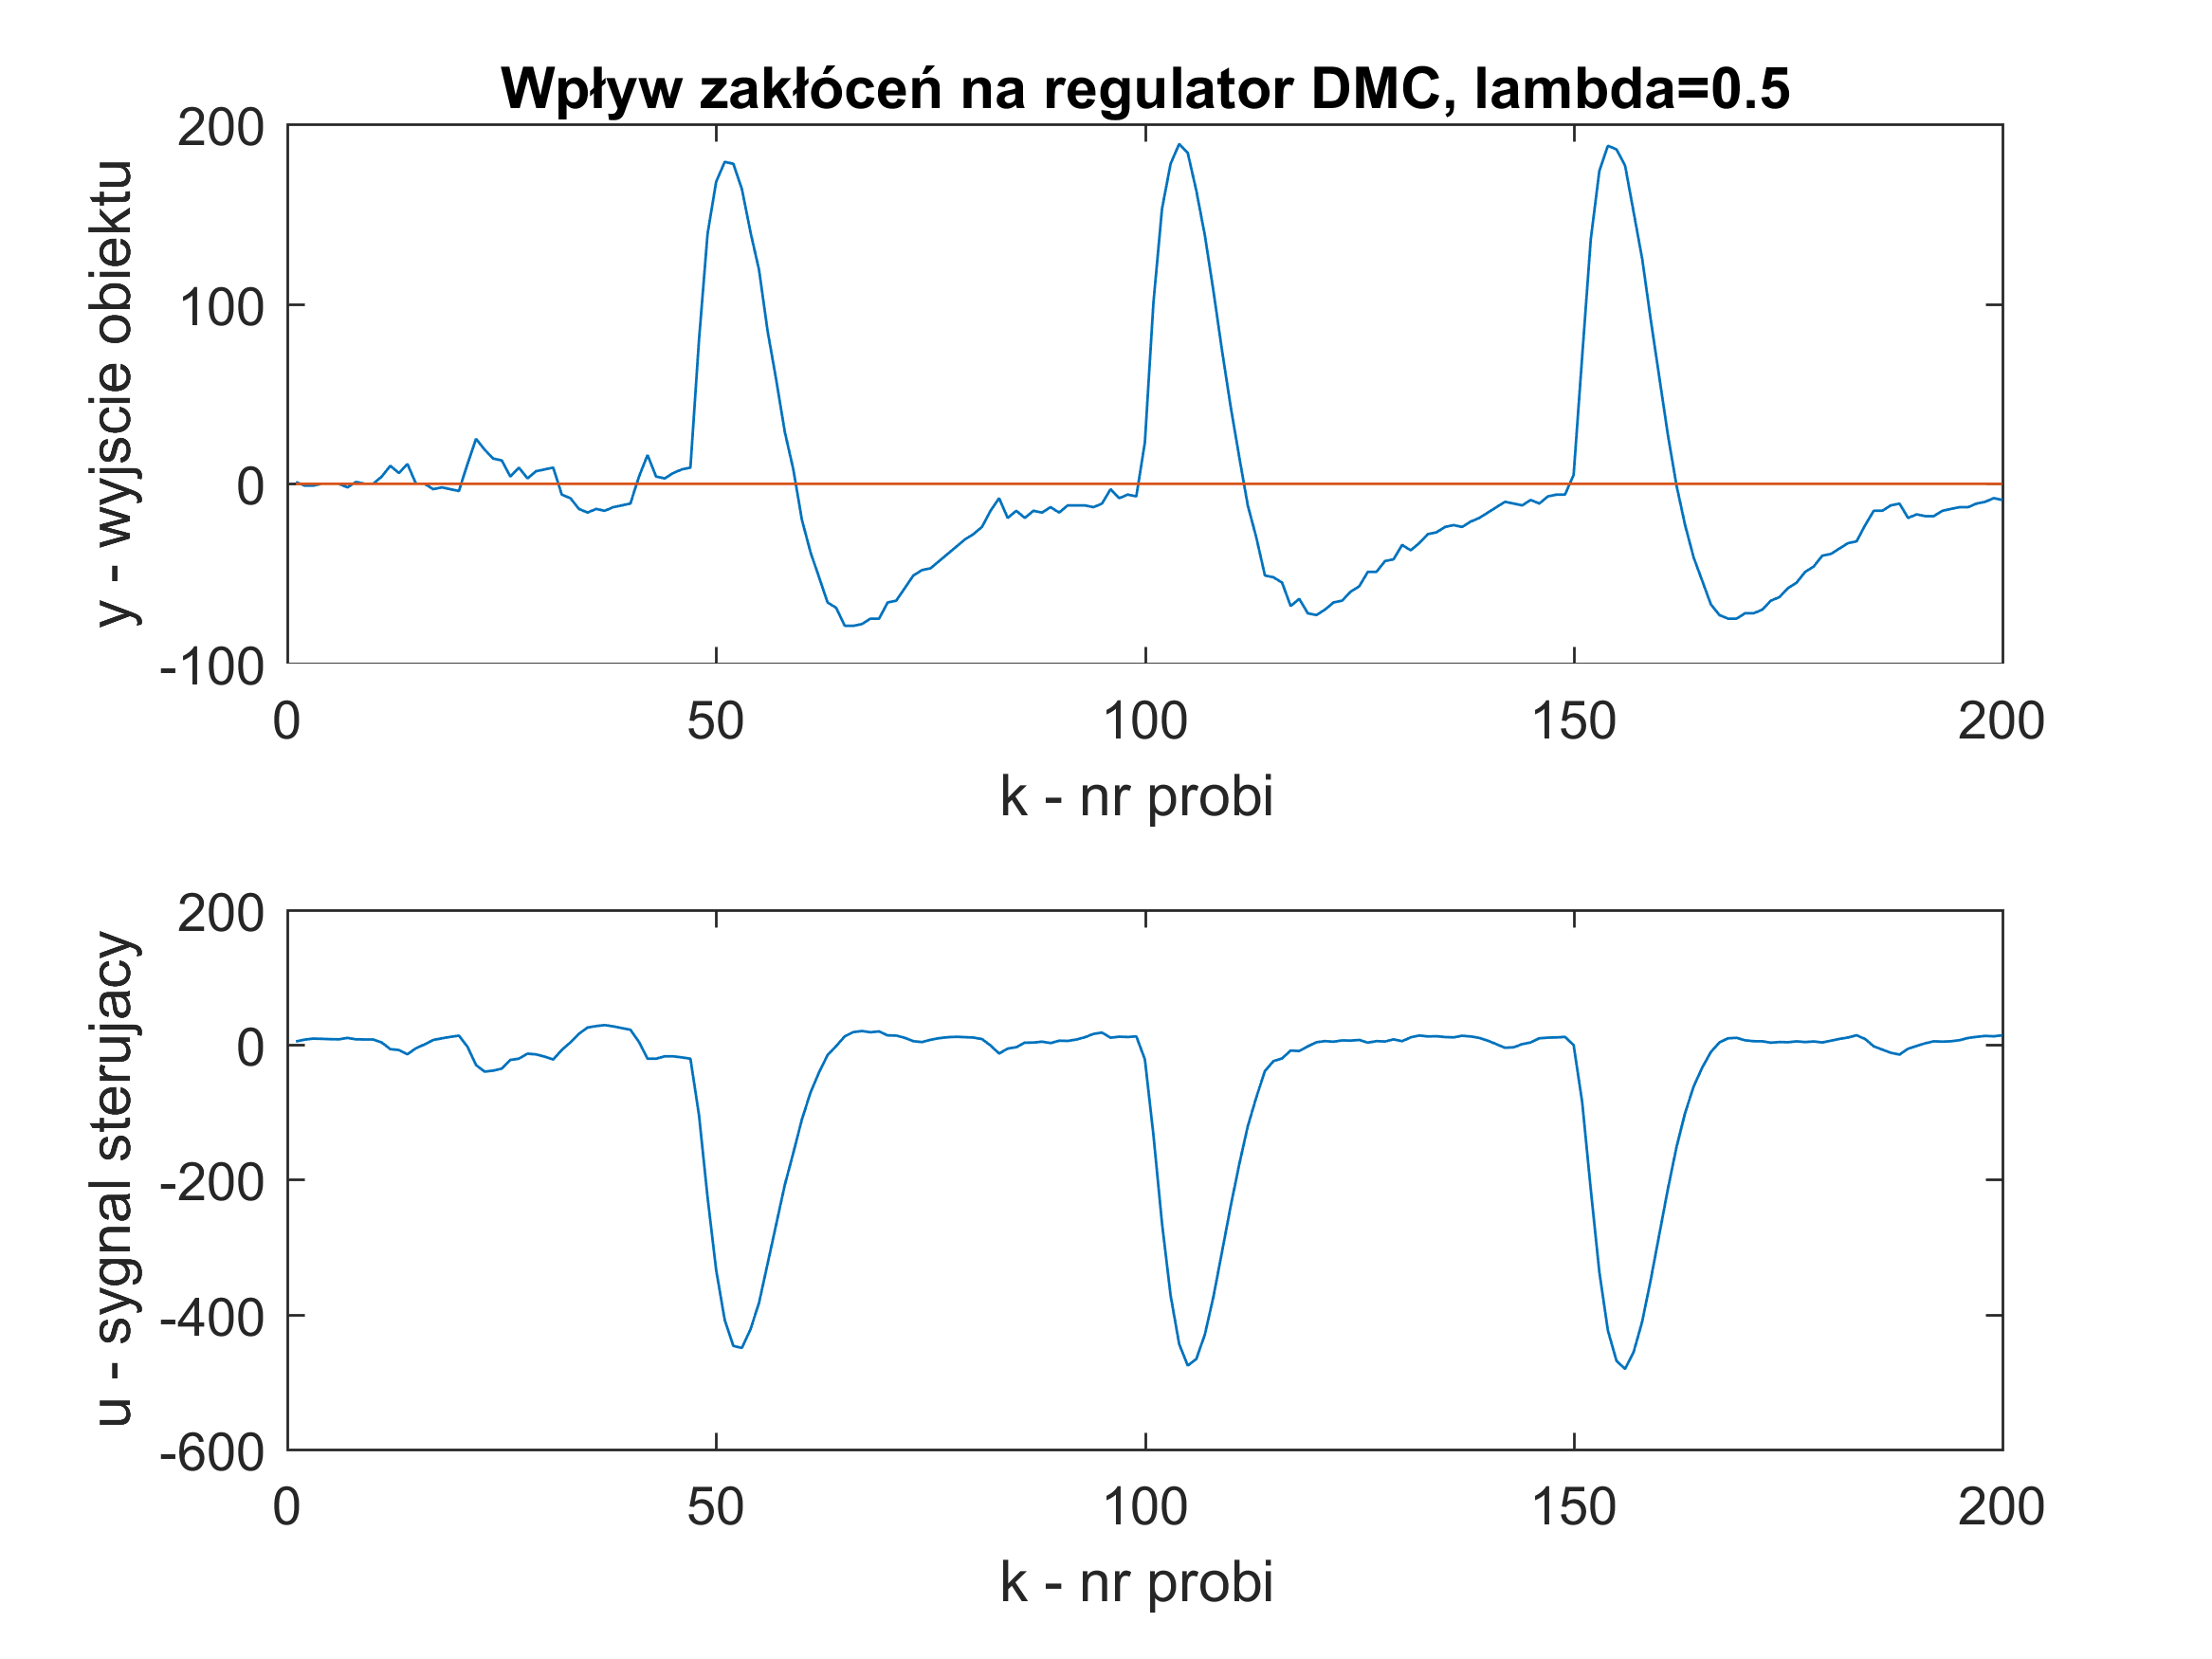 Wpływ zakłóceń na regulator DMC, lambda=0.5
200
100
0
-100
y - wyjscie obiektu
0 50 100 150 200
k - nr probi
200
0
-200
-400
-600
u - sygnal sterujacy
0 50 100 150 200
k - nr probi